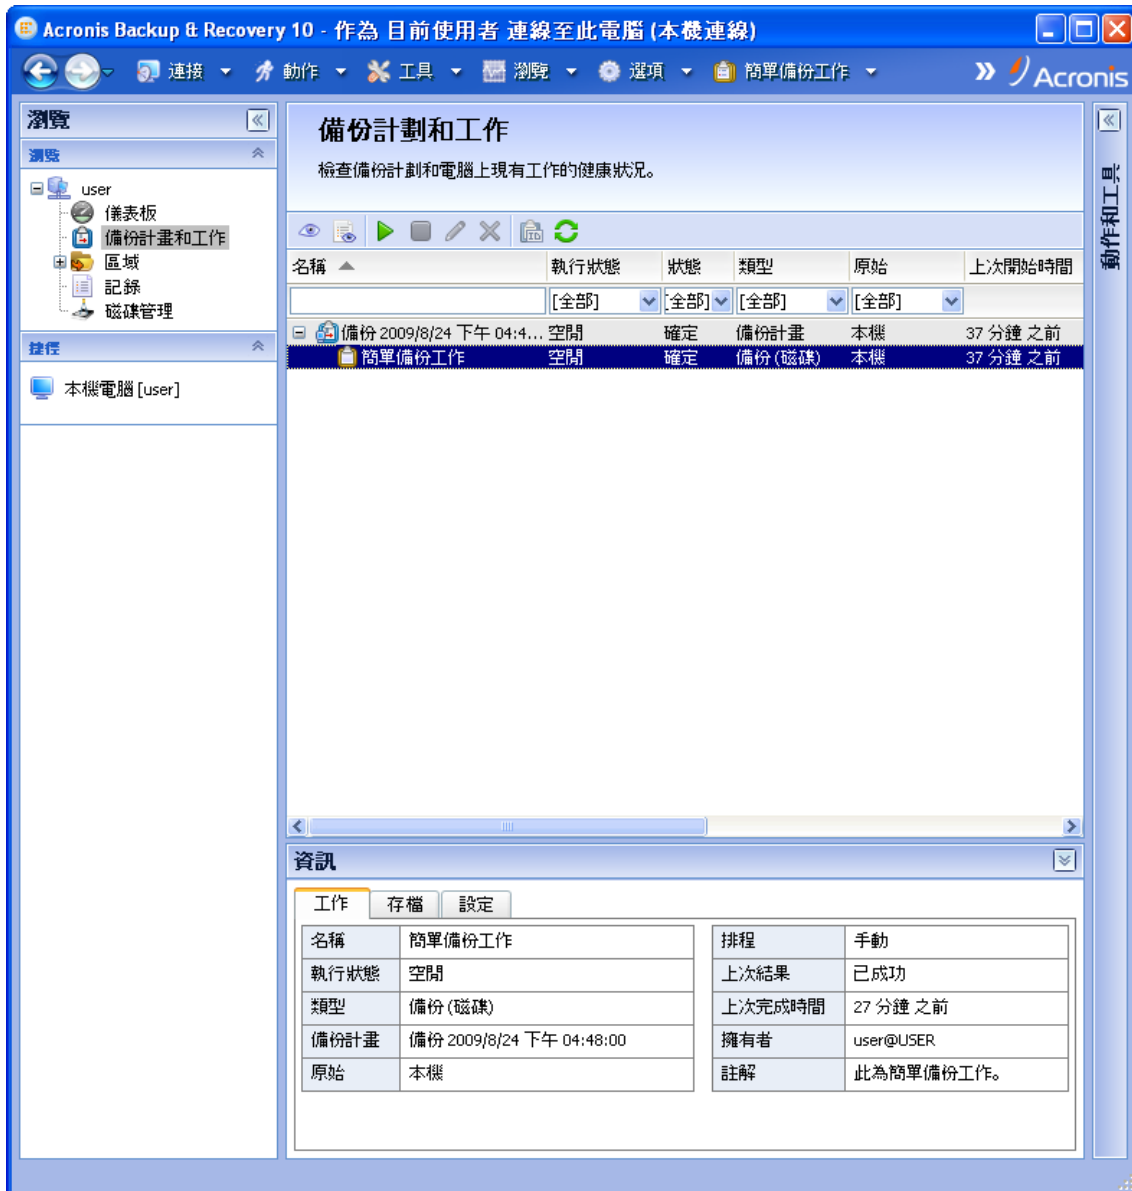 Acronis Backup & Recovery 10 - 作為 目前使用者 連線至此電腦 (本機連線)
連接 動作 工具 瀏覽 選項 簡單備份工作 Acronis
瀏覽
瀏覽
user
儀表板
備份計畫和工作
區域
記錄
磁碟管理
捷徑
本機電腦 [user]
備份計劃和工作
檢查備份計劃和電腦上現有工作的健康狀況。
名稱 執行狀態 狀態 類型 原始 上次開始時間
[全部] [全部] [全部] [全部]
備份 2009/8/24 下午 04:4... 空閒 確定 備份計畫 本機 37 分鐘 之前
簡單備份工作 空閒 確定 備份 (磁碟) 本機 37 分鐘 之前
動作和工具
資訊
工作 存檔 設定
名稱 簡單備份工作
執行狀態 空閒
類型 備份 (磁碟)
備份計畫 備份 2009/8/24 下午 04:48:00
原始 本機
排程 手動
上次結果 已成功
上次完成時間 27 分鐘 之前
擁有者 user@USER
註解 此為簡單備份工作。